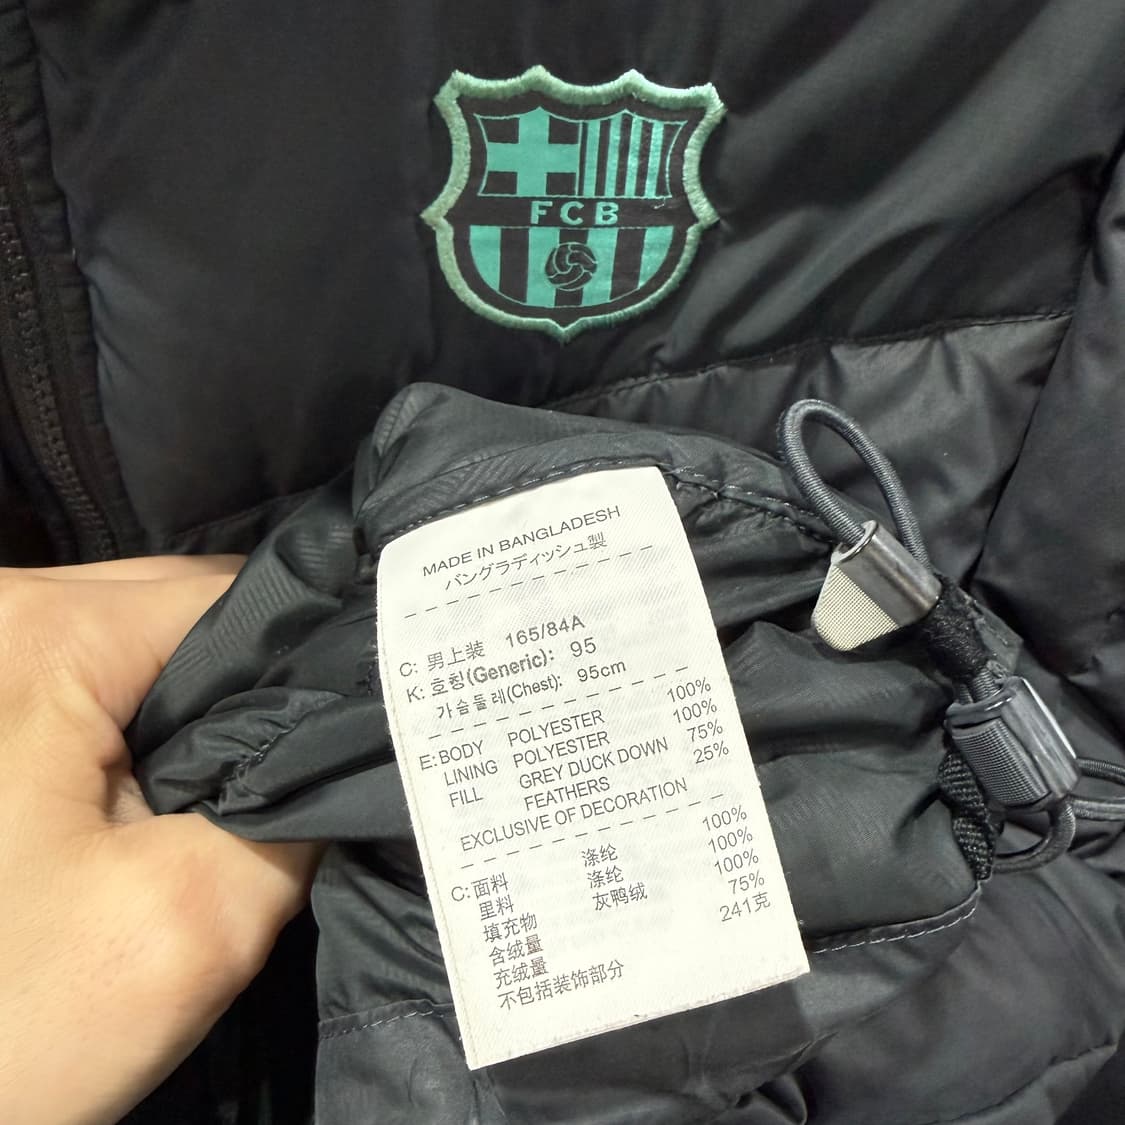 FCB
MADE IN BANGLADESH
バングラディッシュ製
C: 男上装 165/84A
K: 호칭(Generic): 95
가슴둘레(Chest): 95cm
E: BODY POLYESTER 100%
LINING POLYESTER 100%
FILL GREY DUCK DOWN 75%
FEATHERS 25%
EXCLUSIVE OF DECORATION
C: 面料 涤纶 100%
里料 涤纶 100%
填充物 灰鸭绒 100%
含绒量 75%
充绒量 241克
不包括装饰部分